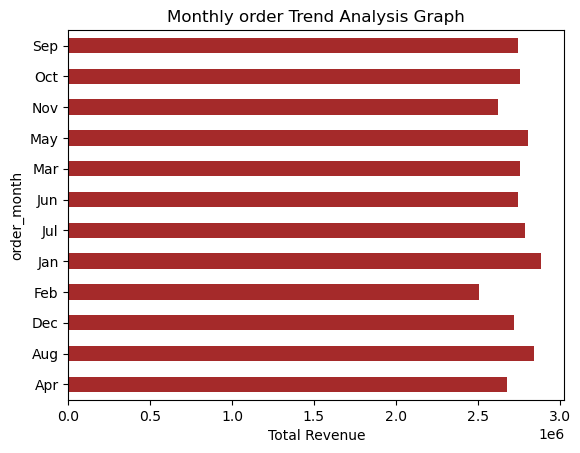 Monthly order Trend Analysis Graph
order_month
Sep
Oct
Nov
May
Mar
Jun
Jul
Jan
Feb
Dec
Aug
Apr
0.0 0.5 1.0 1.5 2.0 2.5 3.0
1e6
Total Revenue